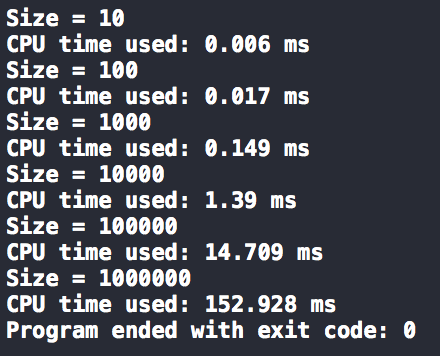 Size = 10
CPU time used: 0.006 ms
Size = 100
CPU time used: 0.017 ms
Size = 1000
CPU time used: 0.149 ms
Size = 10000
CPU time used: 1.39 ms
Size = 100000
CPU time used: 14.709 ms
Size = 1000000
CPU time used: 152.928 ms
Program ended with exit code: 0